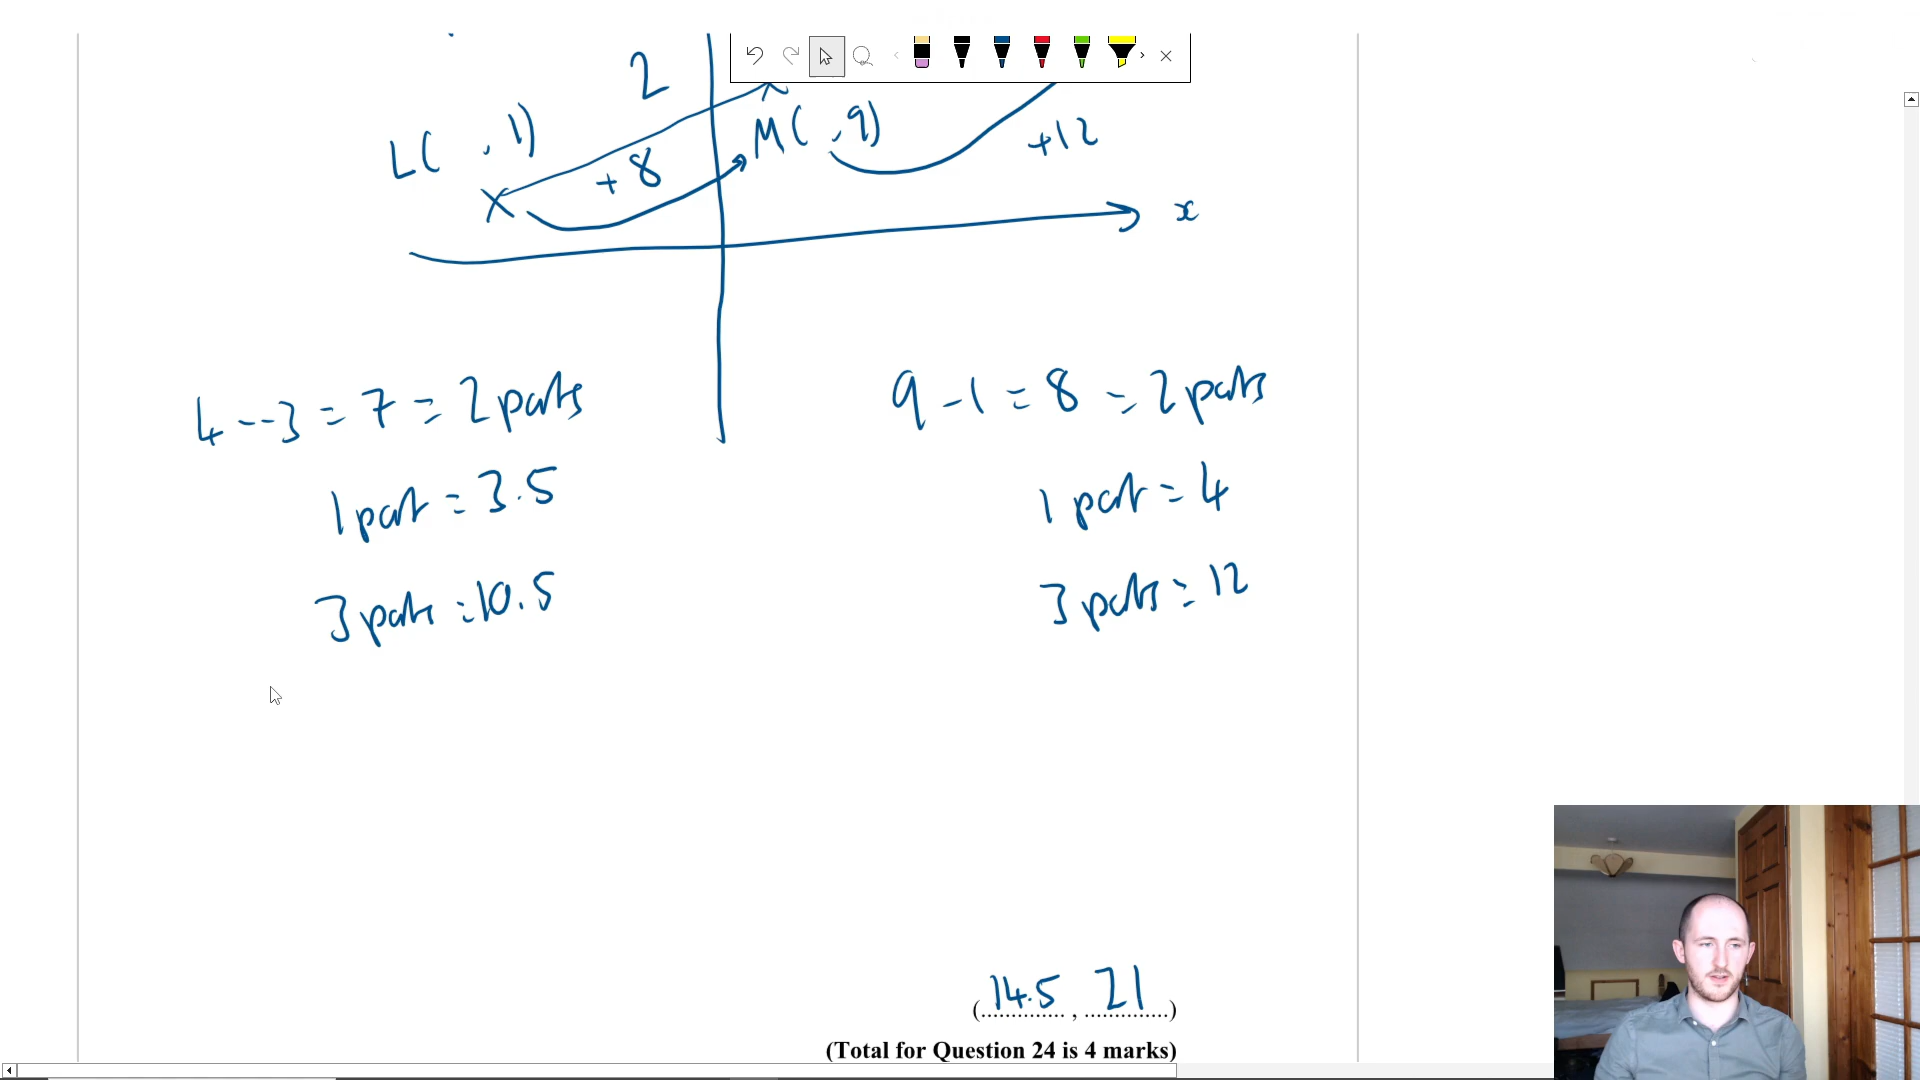 2
L( , 1)
+8
M( , 9)
+12
x
4 --3 = 7 = 2 parts
1 part = 3.5
3 parts = 10.5
9 - 1 = 8 = 2 parts
1 part = 4
3 parts = 12
(14.5, 21)
(Total for Question 24 is 4 marks)